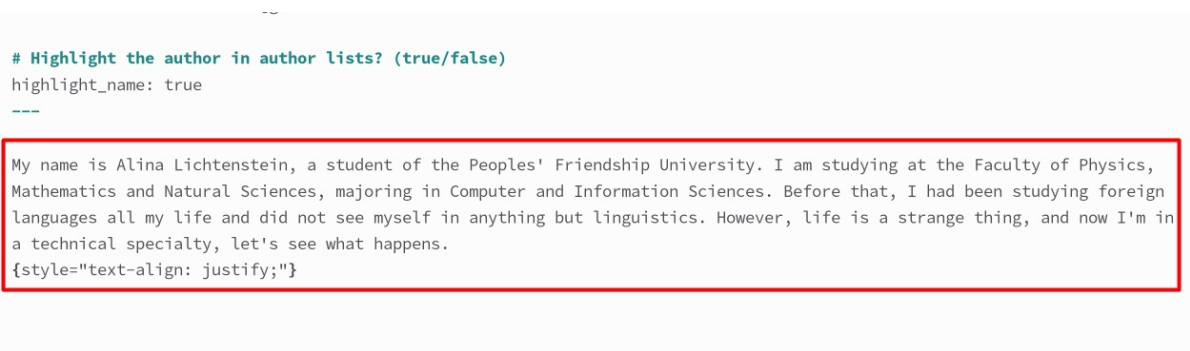 # Highlight the author in author lists? (true/false)
highlight_name: true
---
My name is Alina Lichtenstein, a student of the Peoples' Friendship University. I am studying at the Faculty of Physics,
Mathematics and Natural Sciences, majoring in Computer and Information Sciences. Before that, I had been studying foreign
languages all my life and did not see myself in anything but linguistics. However, life is a strange thing, and now I'm in
a technical specialty, let's see what happens.
{style="text-align: justify;"}